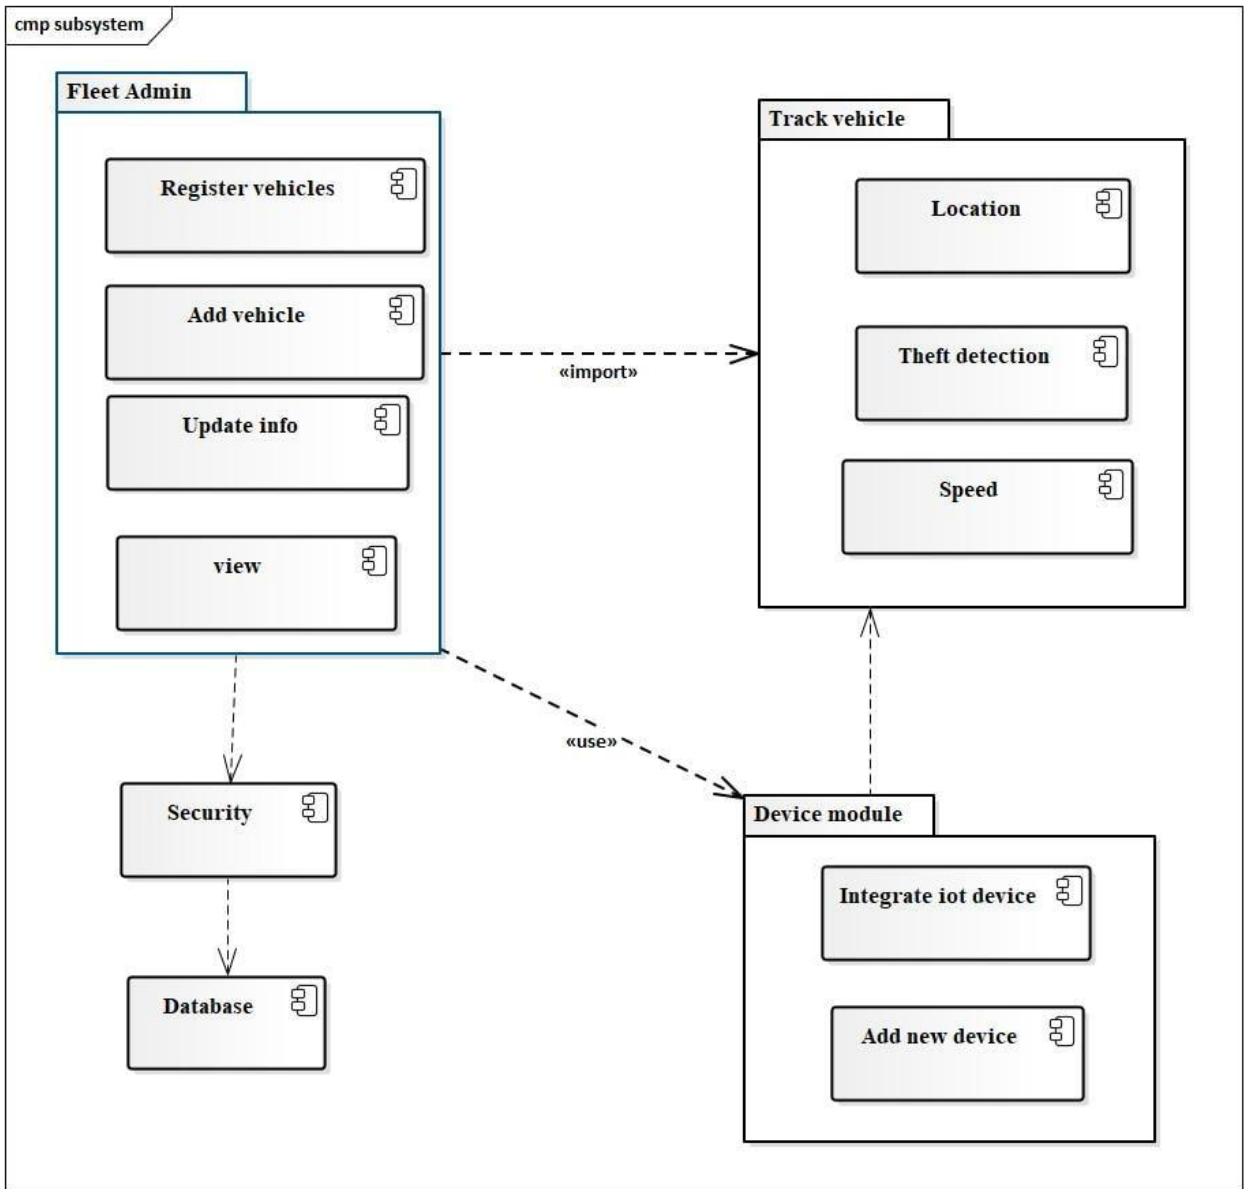 cmp subsystem
Fleet Admin
Register vehicles
Add vehicle
Update info
view
«import»
Track vehicle
Location
Theft detection
Speed
«use»
Security
Database
Device module
Integrate iot device
Add new device